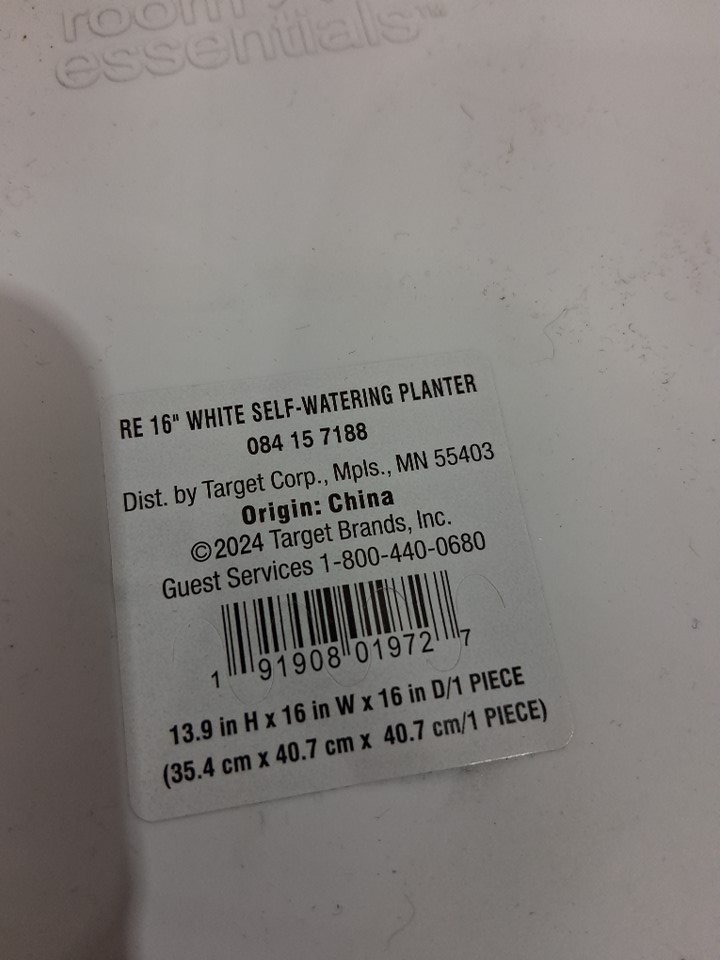 room
essentials™
RE 16" WHITE SELF-WATERING PLANTER
084 15 7188
Dist. by Target Corp., Mpls., MN 55403
Origin: China
©2024 Target Brands, Inc.
Guest Services 1-800-440-0680
1 91908 01972 7
13.9 in H x 16 in W x 16 in D/1 PIECE
(35.4 cm x 40.7 cm x 40.7 cm/1 PIECE)